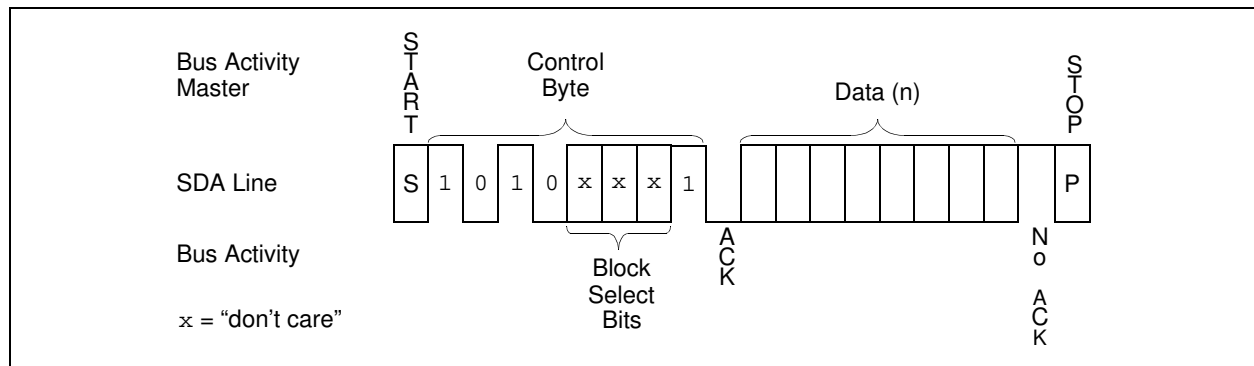 Bus Activity
Master
START
Control
Byte
Data (n)
STOP
SDA Line
S 1 0 1 0 x x x 1 P
Bus Activity
ACK
No ACK
Block
Select
Bits
x = “don’t care”